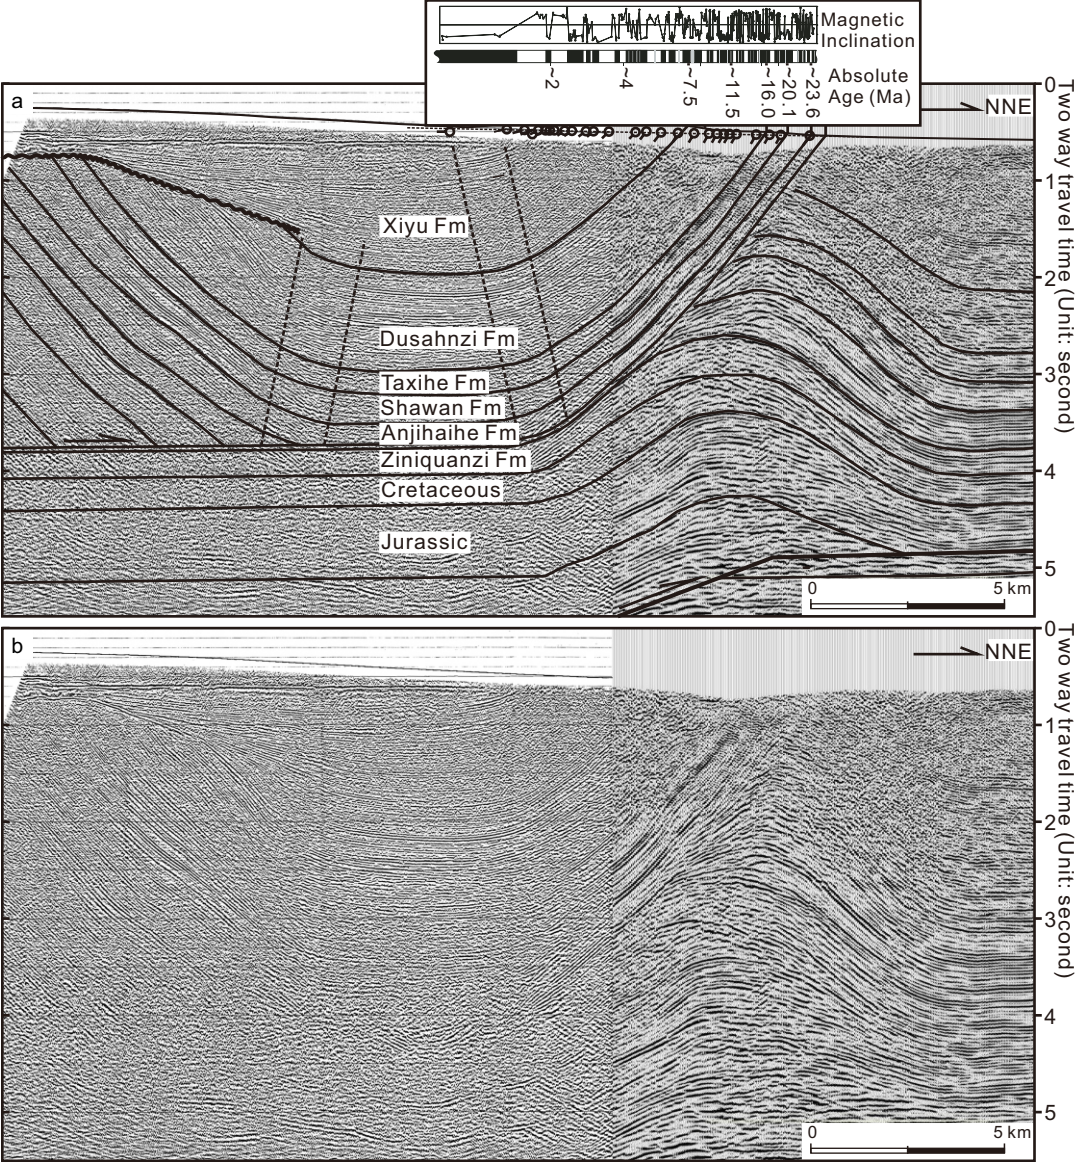 Magnetic
Inclination
~2
~4
~7.5
~11.5
~16.0
~20.1
~23.6
Absolute
Age (Ma)
a
NNE
0
1
2
3
4
5
Two way travel time (Unit: second)
Xiyu Fm
Dusahnzi Fm
Taxihe Fm
Shawan Fm
Anjihaihe Fm
Ziniquanzi Fm
Cretaceous
Jurassic
0 5 km
b
NNE
0
1
2
3
4
5
Two way travel time (Unit: second)
0 5 km